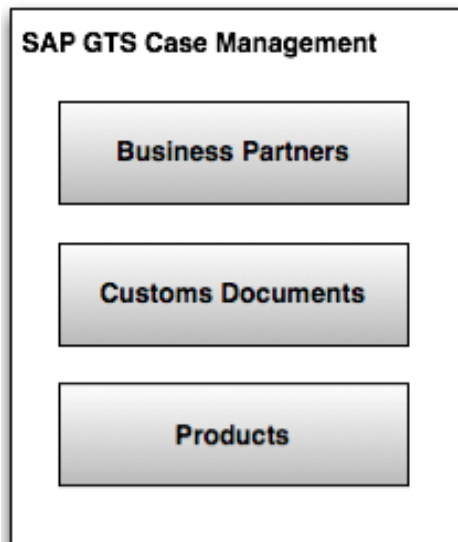 SAP GTS Case Management
Business Partners
Customs Documents
Products